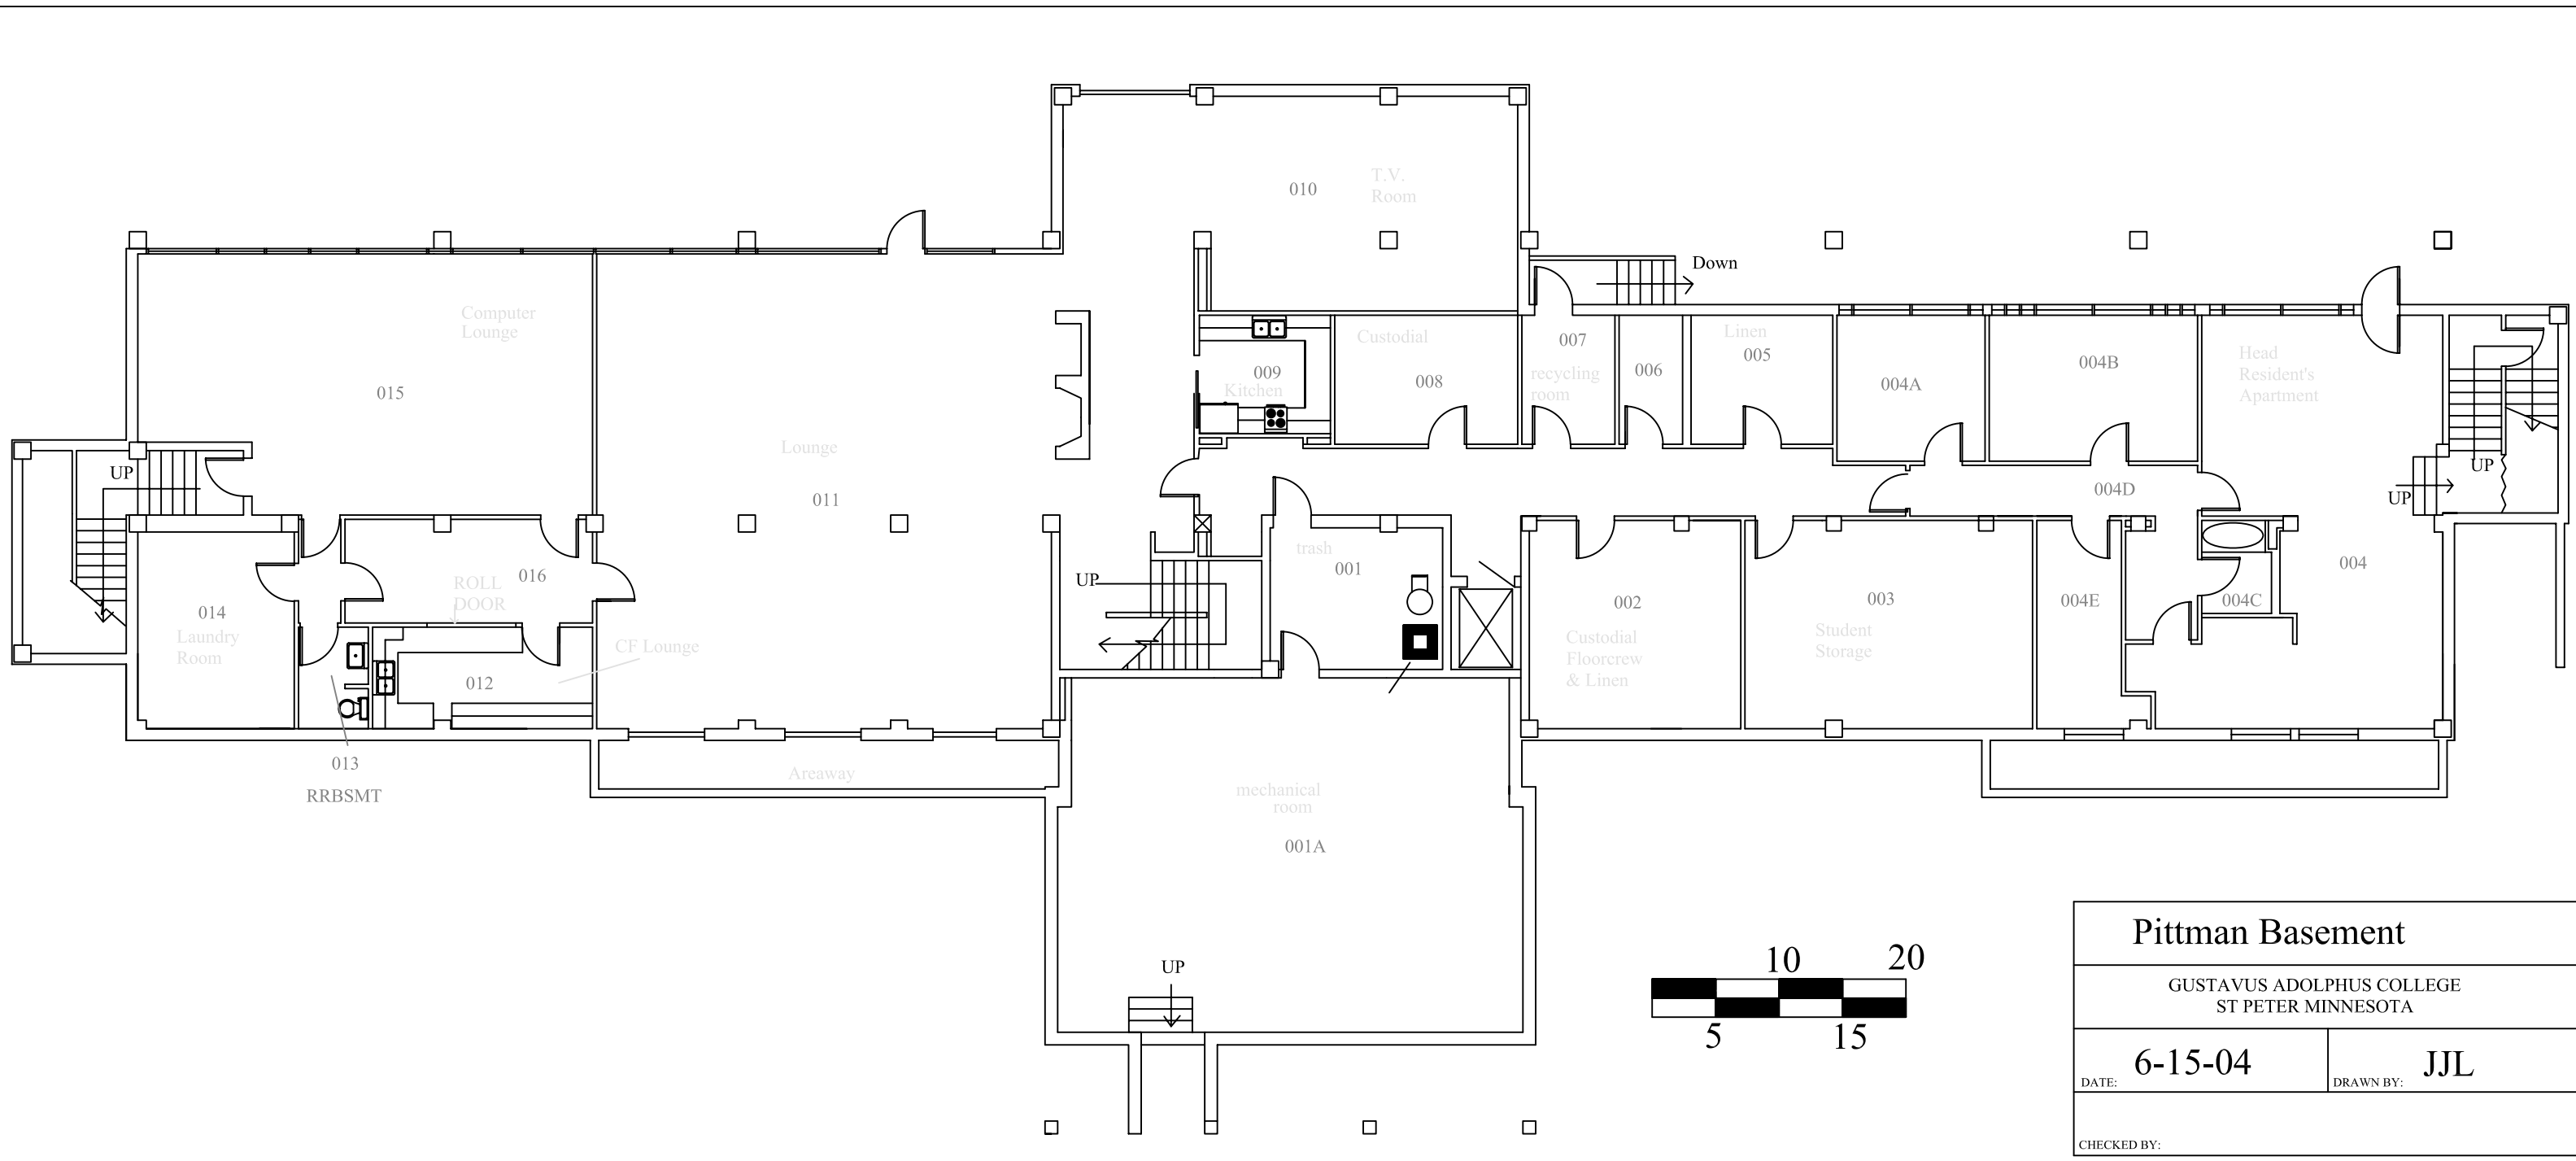 T.V.
Room
010
Down
Computer
Lounge
015
Lounge
011
009
Kitchen
Custodial
008
007
recycling
room
006
Linen
005
004A
004B
Head
Resident's
Apartment
UP
UP
UP
004D
004
004C
004E
UP
014
Laundry
Room
016
ROLL
DOOR
CF Lounge
012
013
RRBSMT
Areaway
trash
001
002
Custodial
Floorcrew
& Linen
003
Student
Storage
mechanical
room
001A
UP
10
20
5
15
Pittman Basement
GUSTAVUS ADOLPHUS COLLEGE
ST PETER MINNESOTA
DATE: 6-15-04
DRAWN BY: JJL
CHECKED BY: